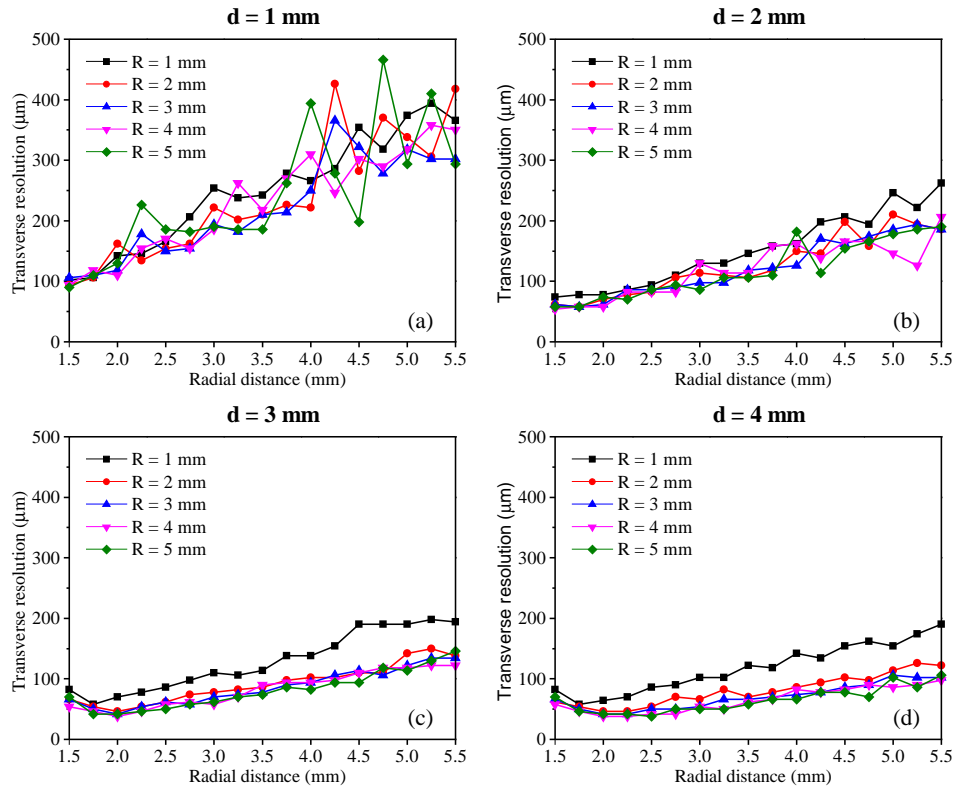 d = 1 mm
500
400
300
200
100
0
Transverse resolution (µm)
R = 1 mm
R = 2 mm
R = 3 mm
R = 4 mm
R = 5 mm
(a)
1.5 2.0 2.5 3.0 3.5 4.0 4.5 5.0 5.5
Radial distance (mm)
d = 2 mm
500
400
300
200
100
0
Transverse resolution (µm)
R = 1 mm
R = 2 mm
R = 3 mm
R = 4 mm
R = 5 mm
(b)
1.5 2.0 2.5 3.0 3.5 4.0 4.5 5.0 5.5
Radial distance (mm)
d = 3 mm
500
400
300
200
100
0
Transverse resolution (µm)
R = 1 mm
R = 2 mm
R = 3 mm
R = 4 mm
R = 5 mm
(c)
1.5 2.0 2.5 3.0 3.5 4.0 4.5 5.0 5.5
Radial distance (mm)
d = 4 mm
500
400
300
200
100
0
Transverse resolution (µm)
R = 1 mm
R = 2 mm
R = 3 mm
R = 4 mm
R = 5 mm
(d)
1.5 2.0 2.5 3.0 3.5 4.0 4.5 5.0 5.5
Radial distance (mm)